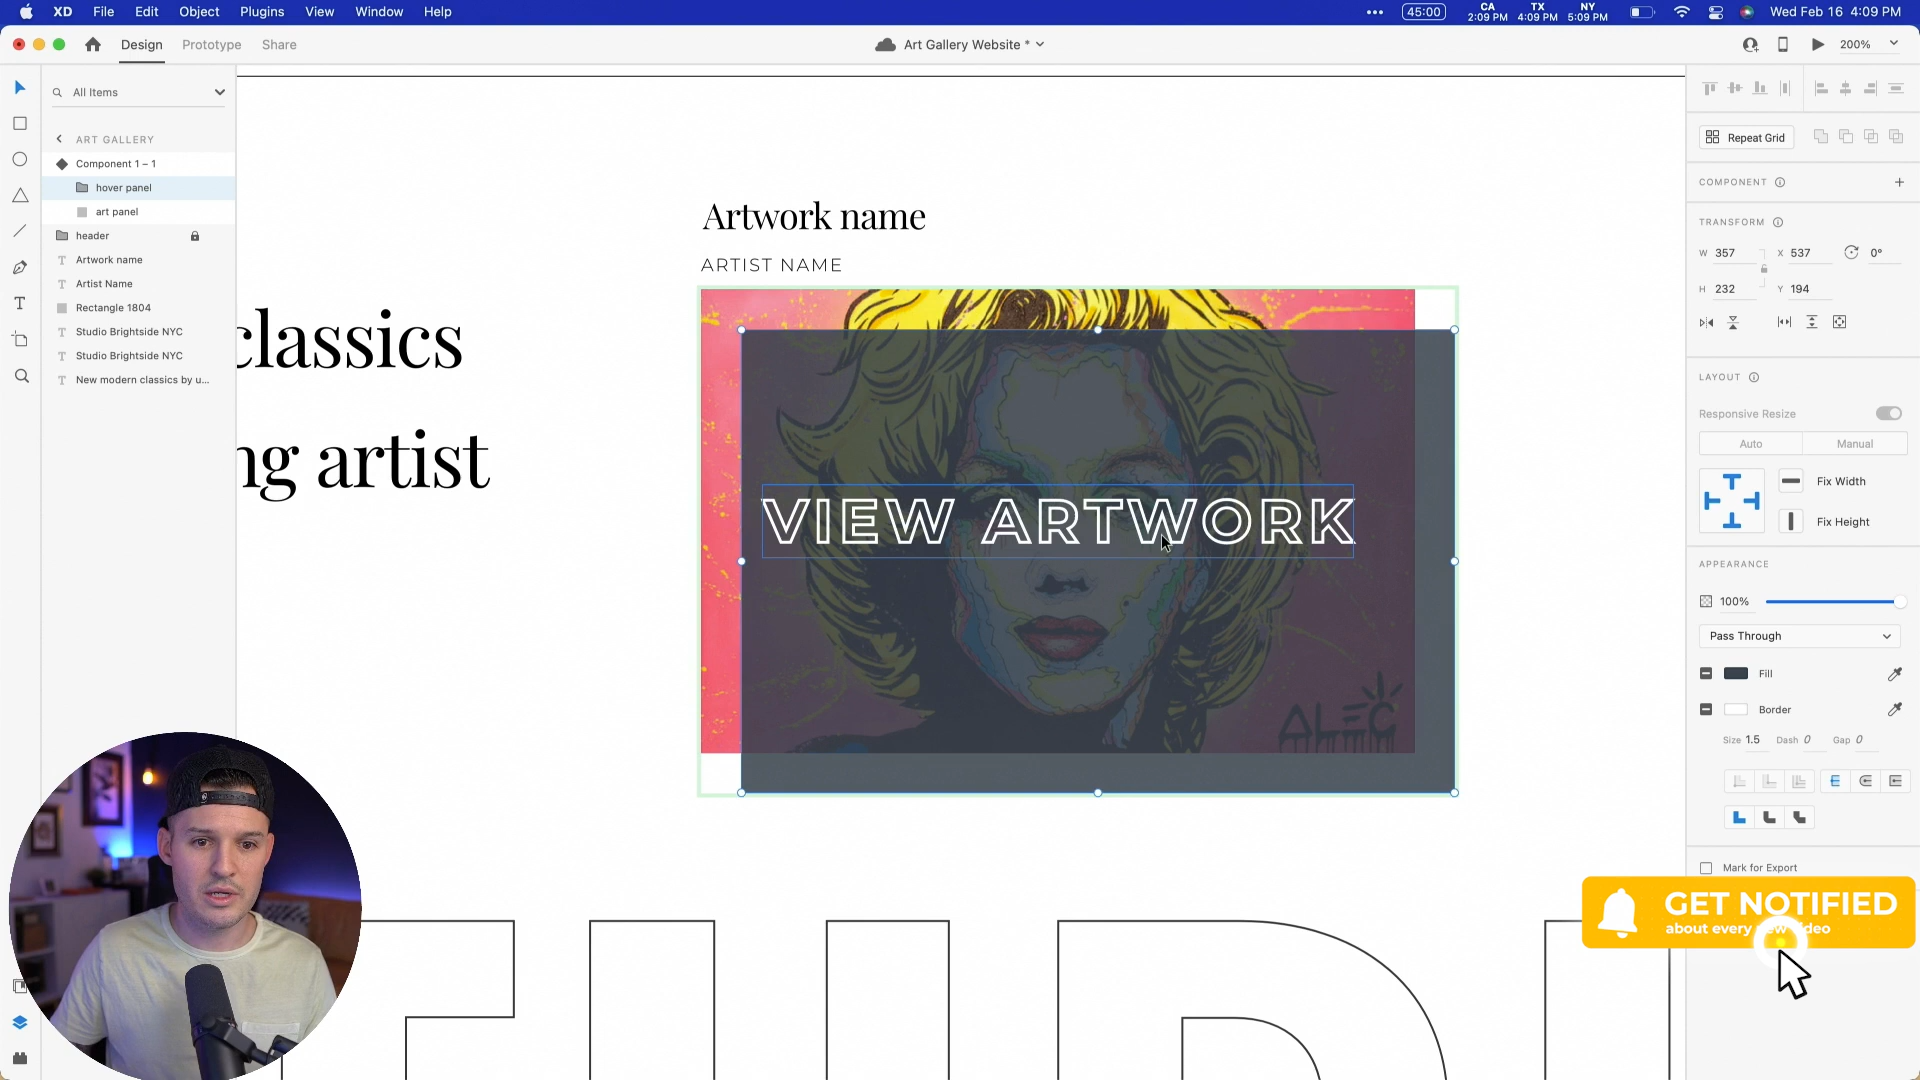 XD File Edit Object Plugins View Window Help
45:00
CA
2:09 PM
TX
4:09 PM
NY
5:09 PM
Wed Feb 16 4:09 PM
Design Prototype Share
Art Gallery Website *
200%
All Items
ART GALLERY
Component 1 – 1
hover panel
art panel
header
Artwork name
Artist Name
Rectangle 1804
Studio Brightside NYC
Studio Brightside NYC
New modern classics by u...
classics
ng artist
Artwork name
ARTIST NAME
VIEW ARTWORK
ALEC
Repeat Grid
COMPONENT
TRANSFORM
W 357 X 537 0°
H 232 Y 194
LAYOUT
Responsive Resize
Auto Manual
Fix Width
Fix Height
APPEARANCE
100%
Pass Through
Fill
Border
Size 1.5 Dash 0 Gap 0
Mark for Export
GET NOTIFIED
about every new video